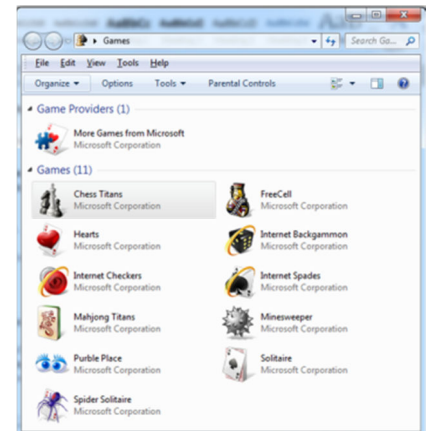 Games
Search Ga...
File Edit View Tools Help
Organize Options Tools Parental Controls
Game Providers (1)
More Games from Microsoft
Microsoft Corporation
Games (11)
Chess Titans
Microsoft Corporation
FreeCell
Microsoft Corporation
Hearts
Microsoft Corporation
Internet Backgammon
Microsoft Corporation
Internet Checkers
Microsoft Corporation
Internet Spades
Microsoft Corporation
Mahjong Titans
Microsoft Corporation
Minesweeper
Microsoft Corporation
Purble Place
Microsoft Corporation
Solitaire
Microsoft Corporation
Spider Solitaire
Microsoft Corporation